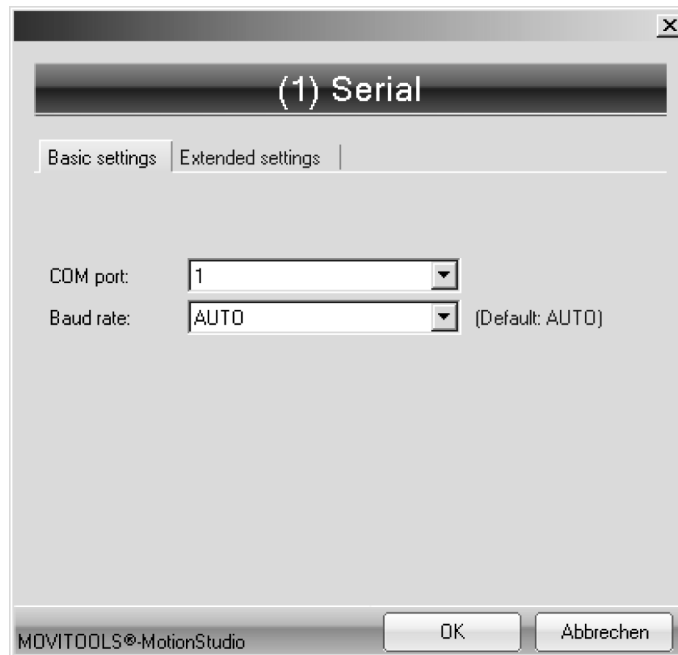 (1) Serial
Basic settings Extended settings
COM port: 1
Baud rate: AUTO (Default: AUTO)
MOVITOOLS®-MotionStudio OK Abbrechen